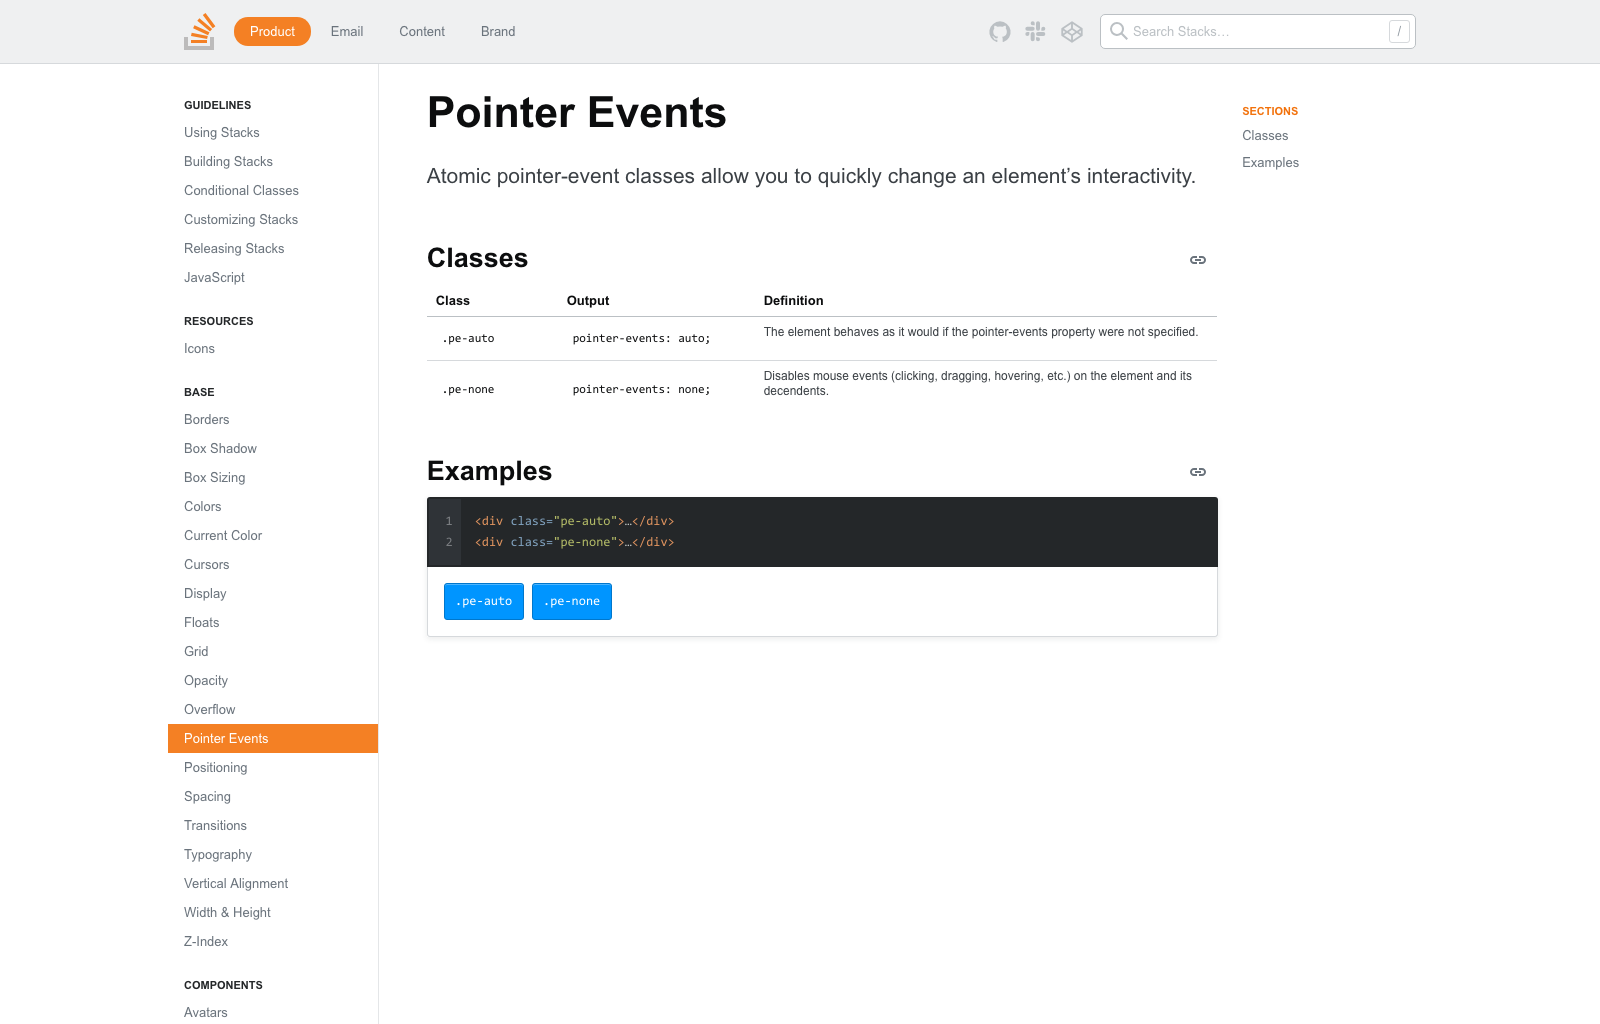 Product
Email
Content
Brand
Search Stacks…
/
GUIDELINES
Using Stacks
Building Stacks
Conditional Classes
Customizing Stacks
Releasing Stacks
JavaScript
RESOURCES
Icons
BASE
Borders
Box Shadow
Box Sizing
Colors
Current Color
Cursors
Display
Floats
Grid
Opacity
Overflow
Pointer Events
Positioning
Spacing
Transitions
Typography
Vertical Alignment
Width & Height
Z-Index
COMPONENTS
Avatars
Pointer Events
Atomic pointer-event classes allow you to quickly change an element’s interactivity.
Classes
Class Output Definition
.pe-auto pointer-events: auto; The element behaves as it would if the pointer-events property were not specified.
.pe-none pointer-events: none; Disables mouse events (clicking, dragging, hovering, etc.) on the element and its
decendents.
Examples
1 <div class="pe-auto">…</div>
2 <div class="pe-none">…</div>
.pe-auto .pe-none
SECTIONS
Classes
Examples